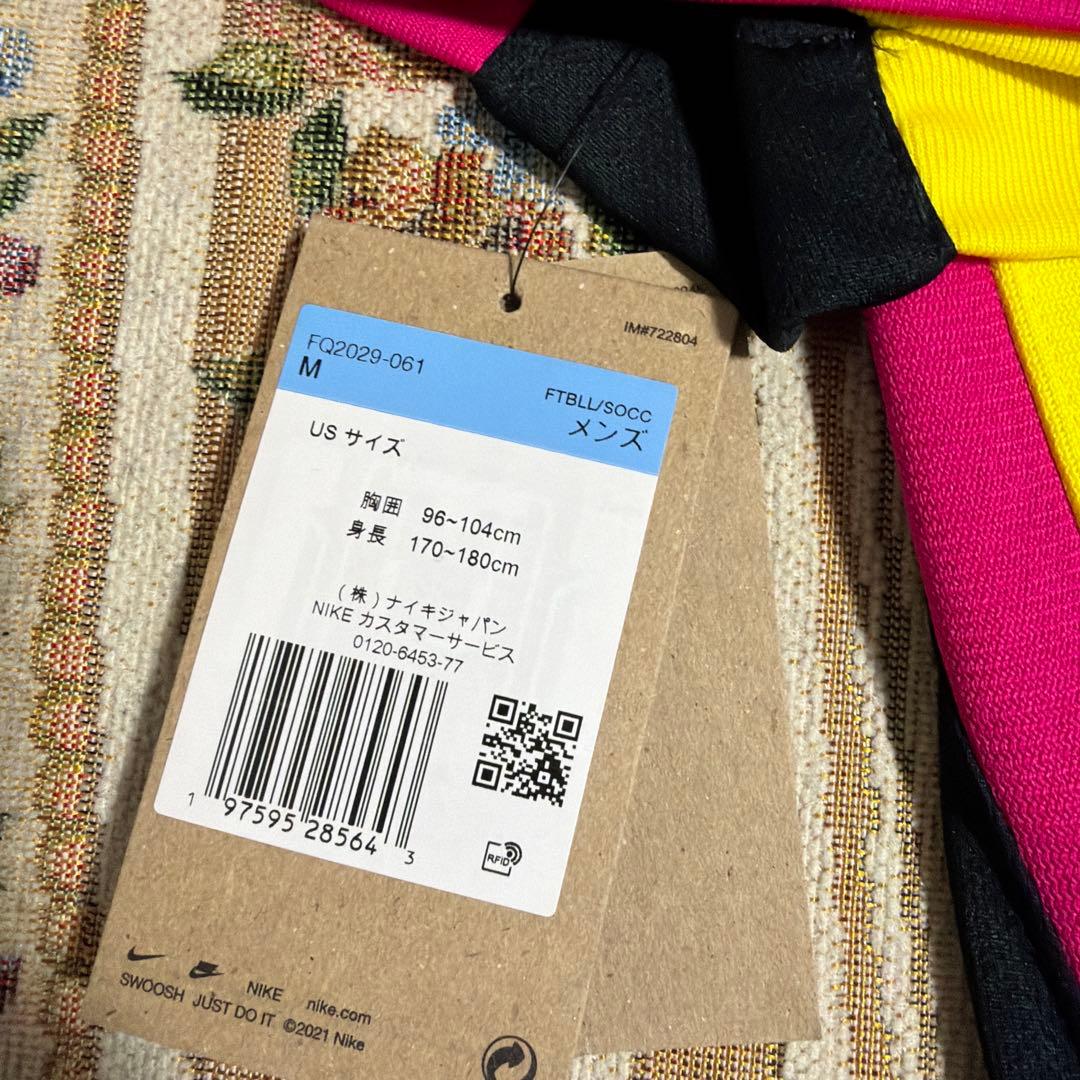 IM#722804
FQ2029-061
M
FTBLL/SOCC
メンズ
US サイズ
胸囲 96~104cm
身長 170~180cm
(株)ナイキジャパン
NIKE カスタマーサービス
0120-6453-77
1 97595 28564 3
RFID
NIKE nike.com
SWOOSH JUST DO IT ©2021 Nike